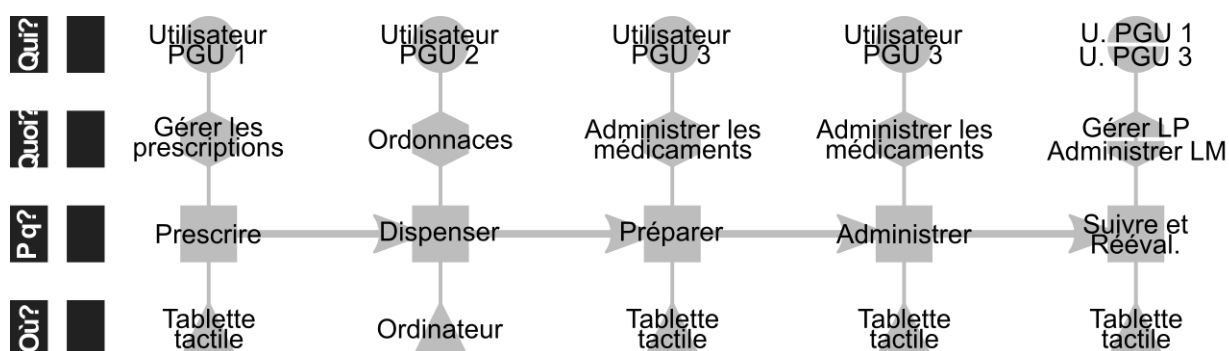 Qui?
Utilisateur
PGU 1
Utilisateur
PGU 2
Utilisateur
PGU 3
Utilisateur
PGU 3
U. PGU 1
U. PGU 3
Quoi?
Gérer les
prescriptions
Ordonnaces
Administrer les
médicaments
Administrer les
médicaments
Gérer LP
Administrer LM
P q?
Prescrire
Dispenser
Préparer
Administrer
Suivre et
Rééval.
Où?
Tablette
tactile
Ordinateur
Tablette
tactile
Tablette
tactile
Tablette
tactile